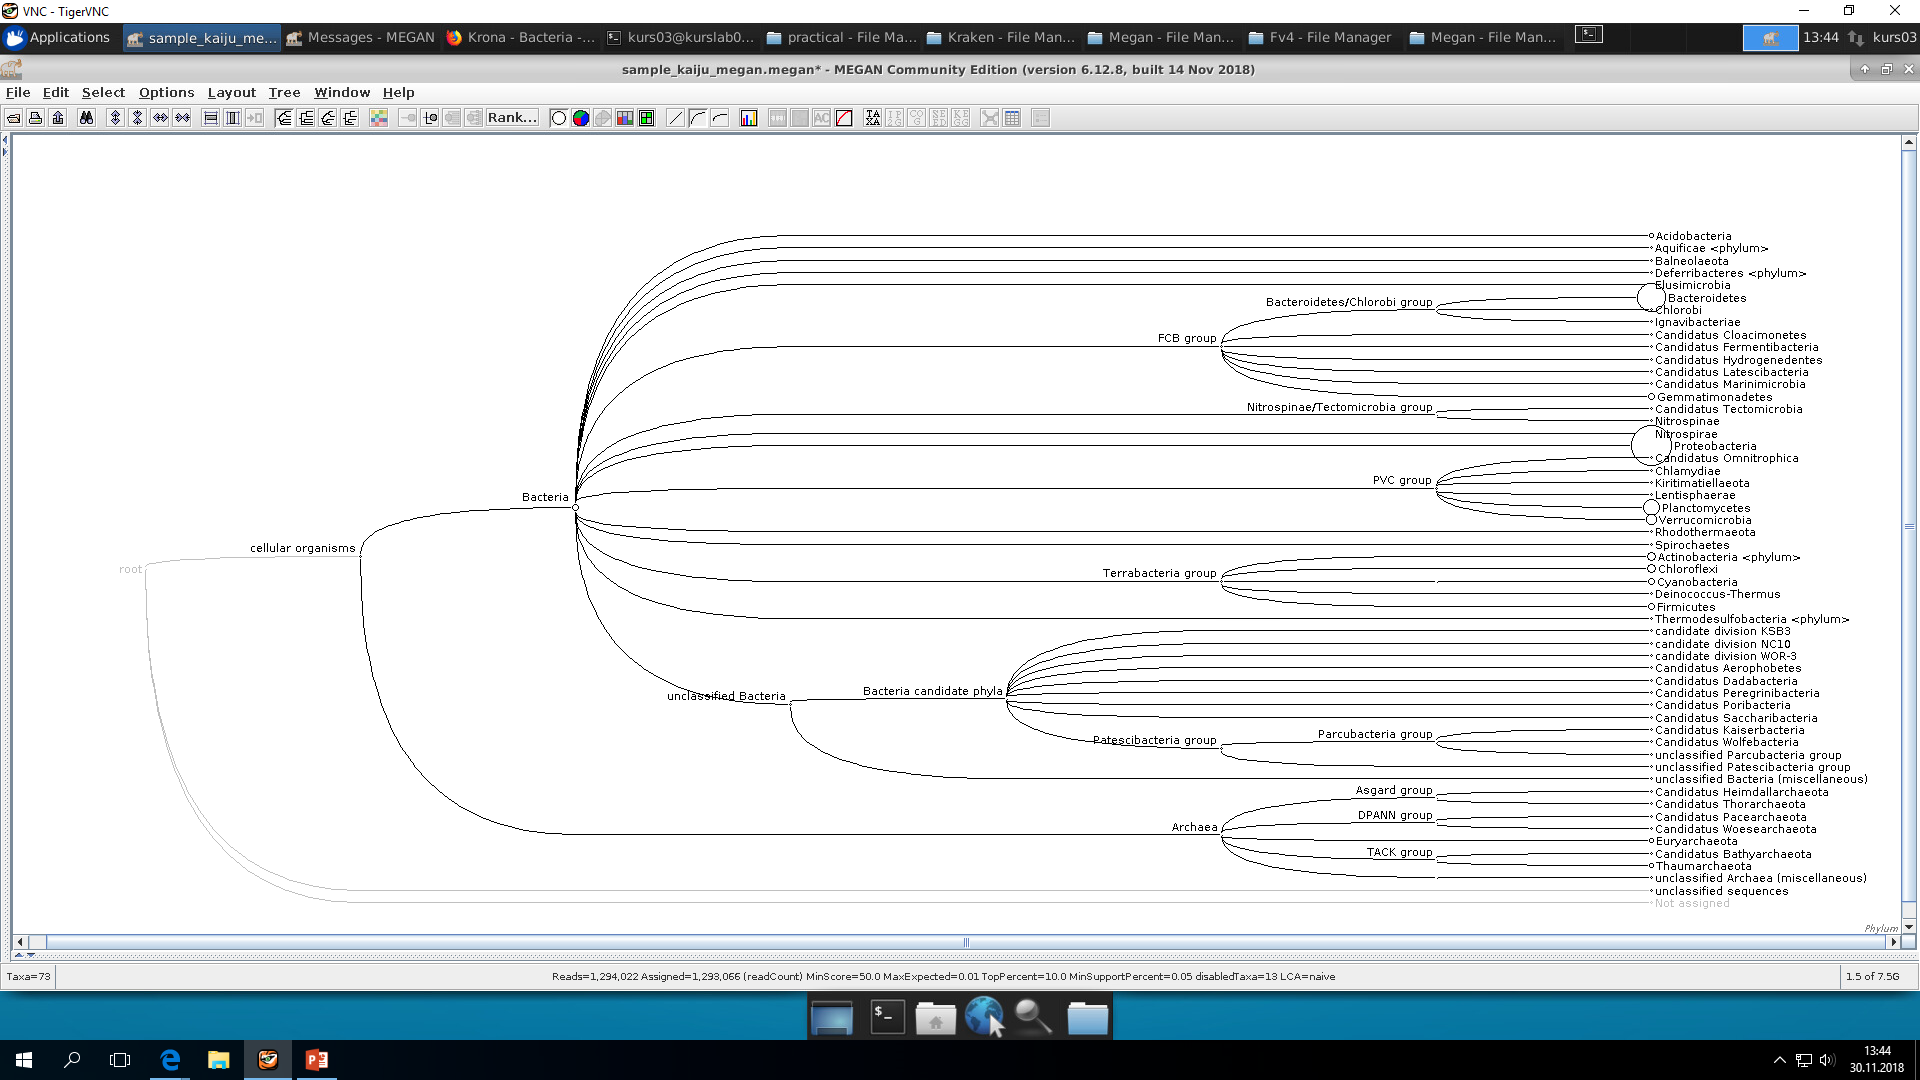 VNC - TigerVNC
Applications
sample_kaiju_me...
Messages - MEGAN
Krona - Bacteria -...
kurs03@kurslab0...
practical - File Ma...
Kraken - File Man...
Megan - File Man...
Fv4 - File Manager
Megan - File Man...
13:44
kurs03
sample_kaiju_megan.megan* - MEGAN Community Edition (version 6.12.8, built 14 Nov 2018)
File Edit Select Options Layout Tree Window Help
Rank...
Acidobacteria
Aquificae <phylum>
Balneolaeota
Deferribacteres <phylum>
Elusimicrobia
Bacteroidetes/Chlorobi group
Bacteroidetes
Chlorobi
Ignavibacteriae
FCB group
Candidatus Cloacimonetes
Candidatus Fermentibacteria
Candidatus Hydrogenedentes
Candidatus Latescibacteria
Candidatus Marinimicrobia
Gemmatimonadetes
Nitrospinae/Tectomicrobia group
Candidatus Tectomicrobia
Nitrospinae
Nitrospirae
Proteobacteria
Candidatus Omnitrophica
Chlamydiae
PVC group
Kiritimatiellaeota
Bacteria
Lentisphaerae
Planctomycetes
Verrucomicrobia
Rhodothermaeota
Spirochaetes
cellular organisms
Actinobacteria <phylum>
root
Chloroflexi
Terrabacteria group
Cyanobacteria
Deinococcus-Thermus
Firmicutes
Thermodesulfobacteria <phylum>
candidate division KSB3
candidate division NC10
candidate division WOR-3
Candidatus Aerophobetes
Candidatus Dadabacteria
unclassified Bacteria
Bacteria candidate phyla
Candidatus Peregrinibacteria
Candidatus Poribacteria
Candidatus Saccharibacteria
Candidatus Kaiserbacteria
Patescibacteria group
Parcubacteria group
Candidatus Wolfebacteria
unclassified Parcubacteria group
unclassified Patescibacteria group
unclassified Bacteria (miscellaneous)
Asgard group
Candidatus Heimdallarchaeota
Candidatus Thorarchaeota
DPANN group
Candidatus Pacearchaeota
Archaea
Candidatus Woesearchaeota
Euryarchaeota
TACK group
Candidatus Bathyarchaeota
Thaumarchaeota
unclassified Archaea (miscellaneous)
unclassified sequences
Not assigned
Phylum
Taxa=73
Reads=1,294,022 Assigned=1,293,066 (readCount) MinScore=50.0 MaxExpected=0.01 TopPercent=10.0 MinSupportPercent=0.05 disabledTaxa=13 LCA=naive
1.5 of 7.5G
13:44
30.11.2018